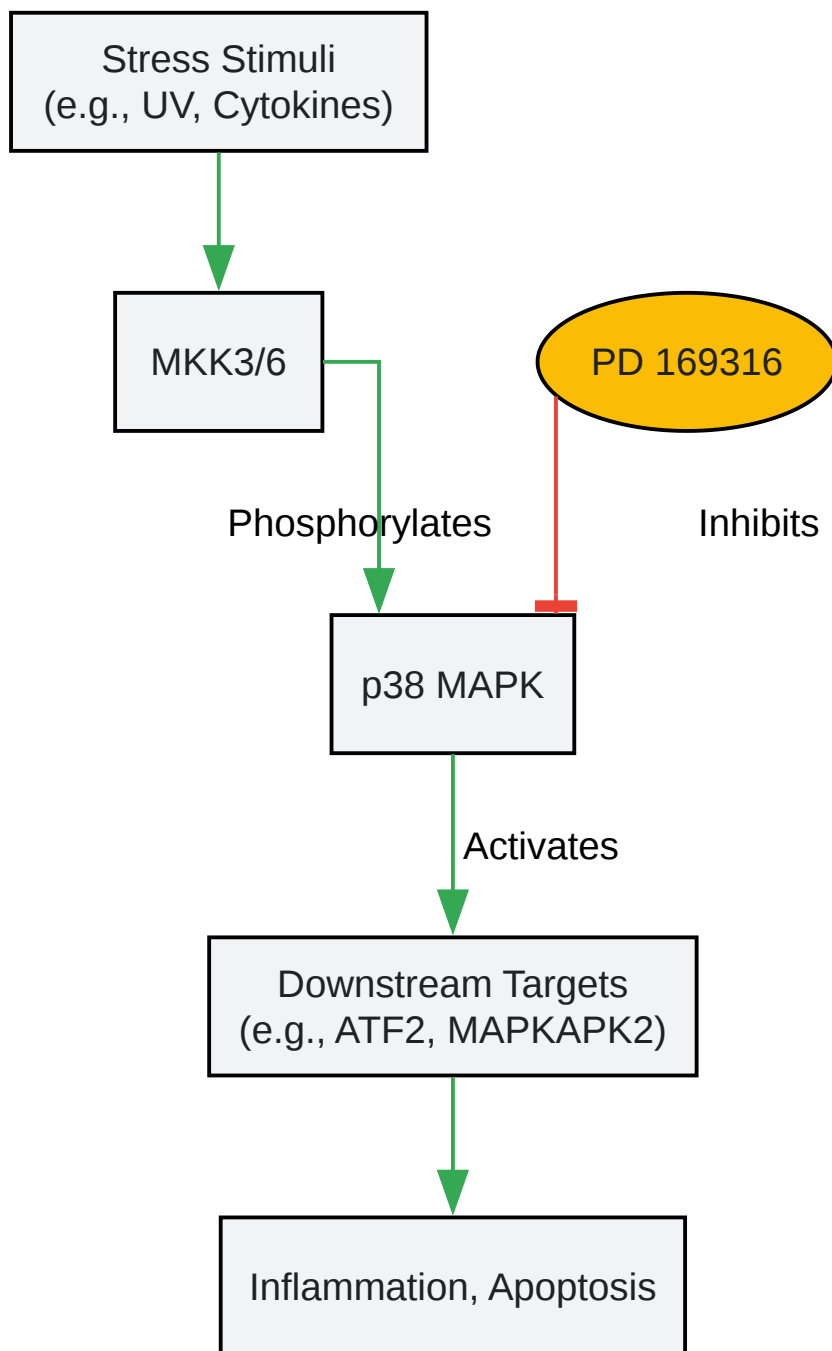 Stress Stimuli
(e.g., UV, Cytokines)
MKK3/6
PD 169316
Phosphorylates
Inhibits
p38 MAPK
Activates
Downstream Targets
(e.g., ATF2, MAPKAPK2)
Inflammation, Apoptosis